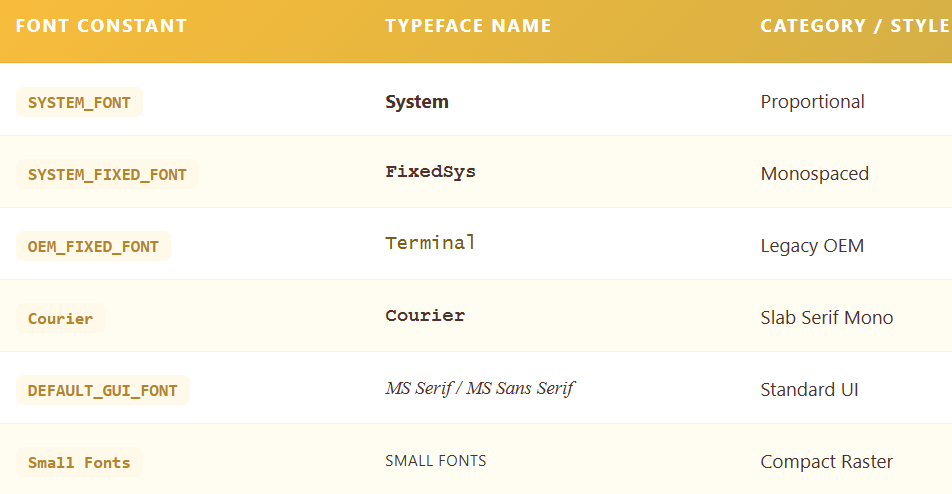 FONT CONSTANT TYPEFACE NAME CATEGORY / STYLE
SYSTEM_FONT System Proportional
SYSTEM_FIXED_FONT FixedSys Monospaced
OEM_FIXED_FONT Terminal Legacy OEM
Courier Courier Slab Serif Mono
DEFAULT_GUI_FONT MS Serif / MS Sans Serif Standard UI
Small Fonts SMALL FONTS Compact Raster